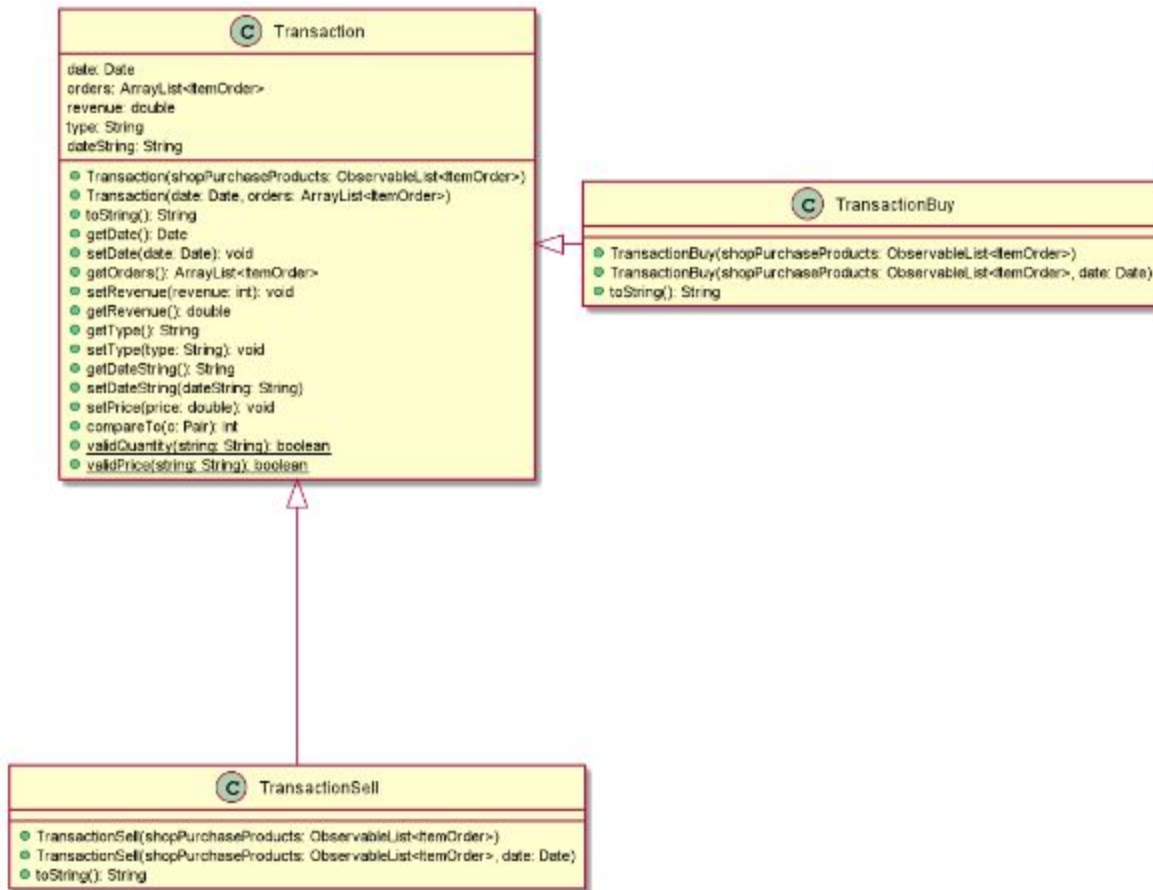 C Transaction
date: Date
orders: ArrayList<ItemOrder>
revenue: double
type: String
dateString: String
Transaction(shopPurchaseProducts: ObservableList<ItemOrder>)
Transaction(date: Date, orders: ArrayList<ItemOrder>)
toString(): String
getDate(): Date
setDate(date: Date): void
getOrders(): ArrayList<ItemOrder>
setRevenue(revenue: int): void
getRevenue(): double
getType(): String
setType(type: String): void
getDateString(): String
setDateString(dateString: String)
setPrice(price: double): void
compareTo(o: Pair): int
validQuantity(string: String): boolean
validPrice(string: String): boolean
C TransactionBuy
TransactionBuy(shopPurchaseProducts: ObservableList<ItemOrder>)
TransactionBuy(shopPurchaseProducts: ObservableList<ItemOrder>, date: Date)
toString(): String
C TransactionSell
TransactionSell(shopPurchaseProducts: ObservableList<ItemOrder>)
TransactionSell(shopPurchaseProducts: ObservableList<ItemOrder>, date: Date)
toString(): String